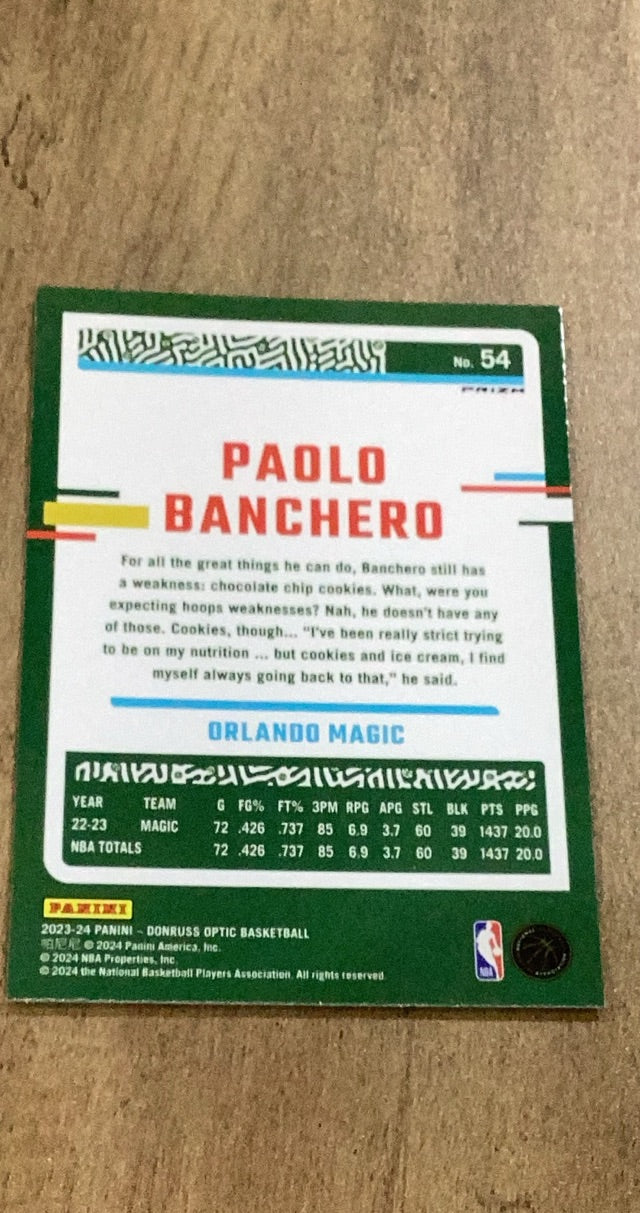 No. 54
PRIZM
PAOLO
BANCHERO
For all the great things he can do, Banchero still has
a weakness: chocolate chip cookies. What, were you
expecting hoops weaknesses? Nah, he doesn't have any
of those. Cookies, though... "I've been really strict trying
to be on my nutrition ... but cookies and ice cream, I find
myself always going back to that," he said.
ORLANDO MAGIC
YEAR TEAM G FG% FT% 3PM RPG APG STL BLK PTS PPG
22-23 MAGIC 72 .426 .737 85 6.9 3.7 60 39 1437 20.0
NBA TOTALS 72 .426 .737 85 6.9 3.7 60 39 1437 20.0
PANINI
2023-24 PANINI – DONRUSS OPTIC BASKETBALL
帕尼尼 © 2024 Panini America, Inc.
© 2024 NBA Properties, Inc.
© 2024 the National Basketball Players Association. All rights reserved.
NBA